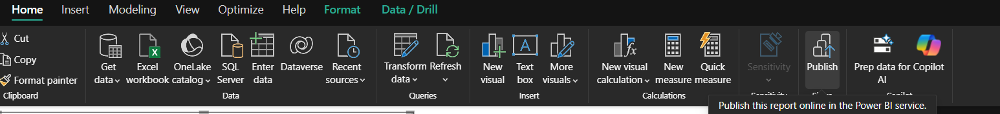 Home Insert Modeling View Optimize Help Format Data / Drill
Cut
Copy
Format painter
Clipboard
Get
data
Excel
workbook
OneLake
catalog
SQL
Server
Enter
data
Dataverse
Recent
sources
Data
Transform
data
Refresh
Queries
New
visual
Text
box
More
visuals
Insert
New visual
calculation
New
measure
Quick
measure
Calculations
Sensitivity
Sensitivity
Publish
Prep data for
AI
Copilot
Copilot
Publish this report online in the Power BI service.